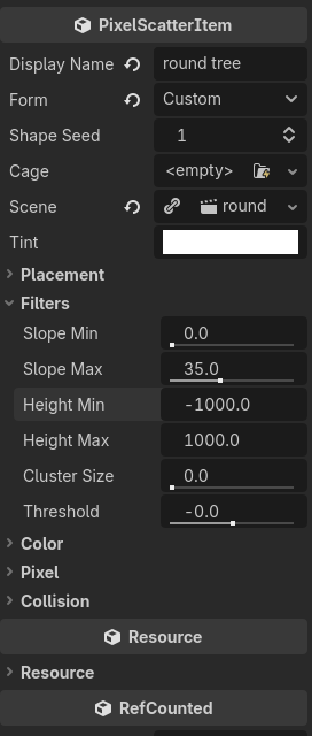 PixelScatterItem
Display Name round tree
Form Custom
Shape Seed 1
Cage <empty>
Scene round
Tint
Placement
Filters
Slope Min 0.0
Slope Max 35.0
Height Min -1000.0
Height Max 1000.0
Cluster Size 0.0
Threshold -0.0
Color
Pixel
Collision
Resource
Resource
RefCounted